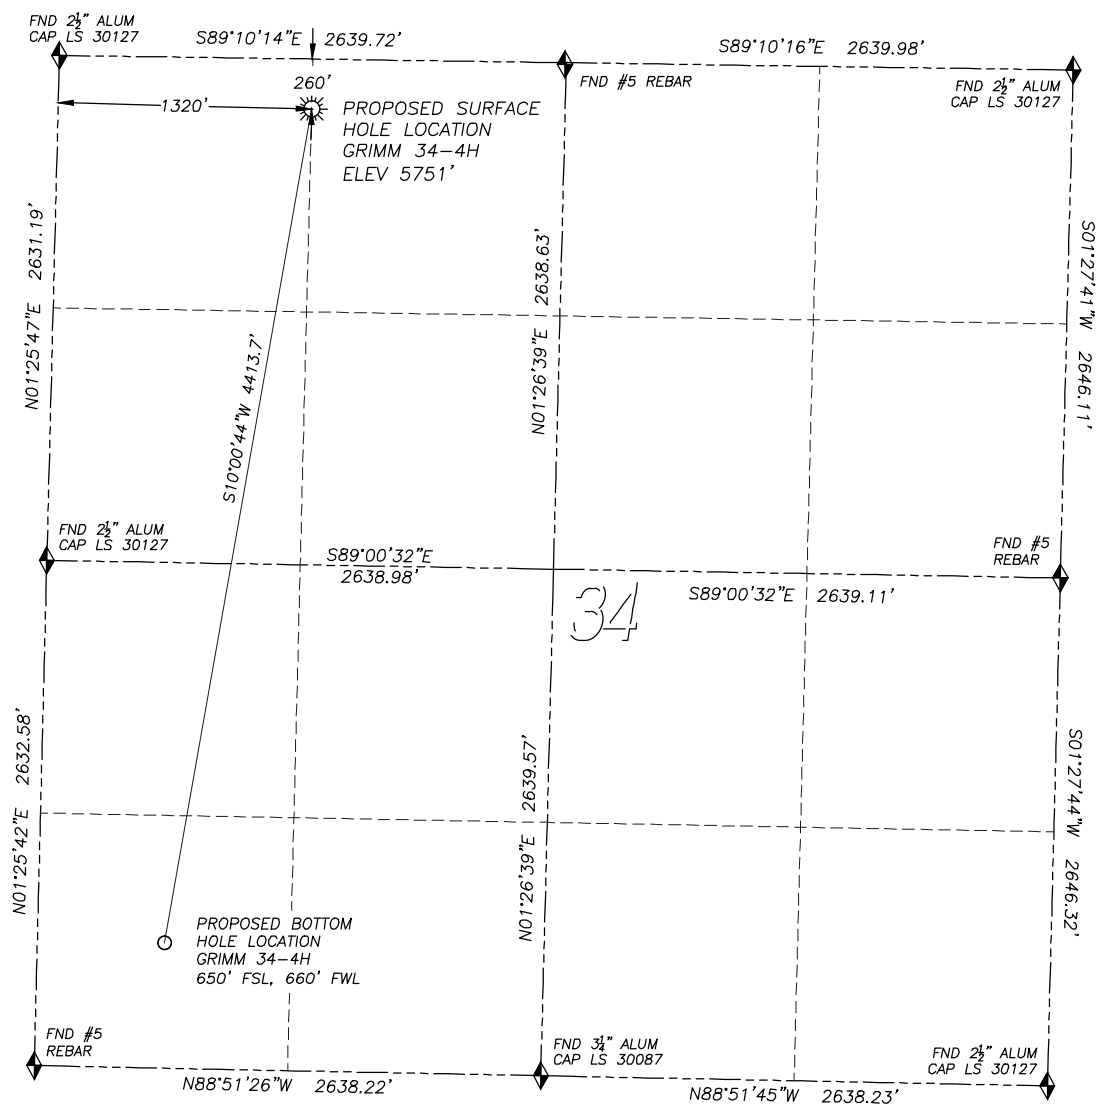 FND 2½" ALUM
CAP LS 30127
S89°10'14"E 2639.72'
S89°10'16"E 2639.98'
FND #5 REBAR
FND 2½" ALUM
CAP LS 30127
260'
1320'
PROPOSED SURFACE
HOLE LOCATION
GRIMM 34-4H
ELEV 5751'
N01°25'47"E 2631.19'
N01°26'39"E 2638.63'
S01°27'41"W 2646.11'
S10°00'44"W 4413.7'
FND 2½" ALUM
CAP LS 30127
S89°00'32"E
2638.98'
FND #5
REBAR
S89°00'32"E 2639.11'
34
N01°25'42"E 2632.58'
N01°26'39"E 2639.57'
S01°27'44"W 2646.32'
PROPOSED BOTTOM
HOLE LOCATION
GRIMM 34-4H
650' FSL, 660' FWL
FND #5
REBAR
FND 3¼" ALUM
CAP LS 30087
FND 2½" ALUM
CAP LS 30127
N88°51'26"W 2638.22'
N88°51'45"W 2638.23'